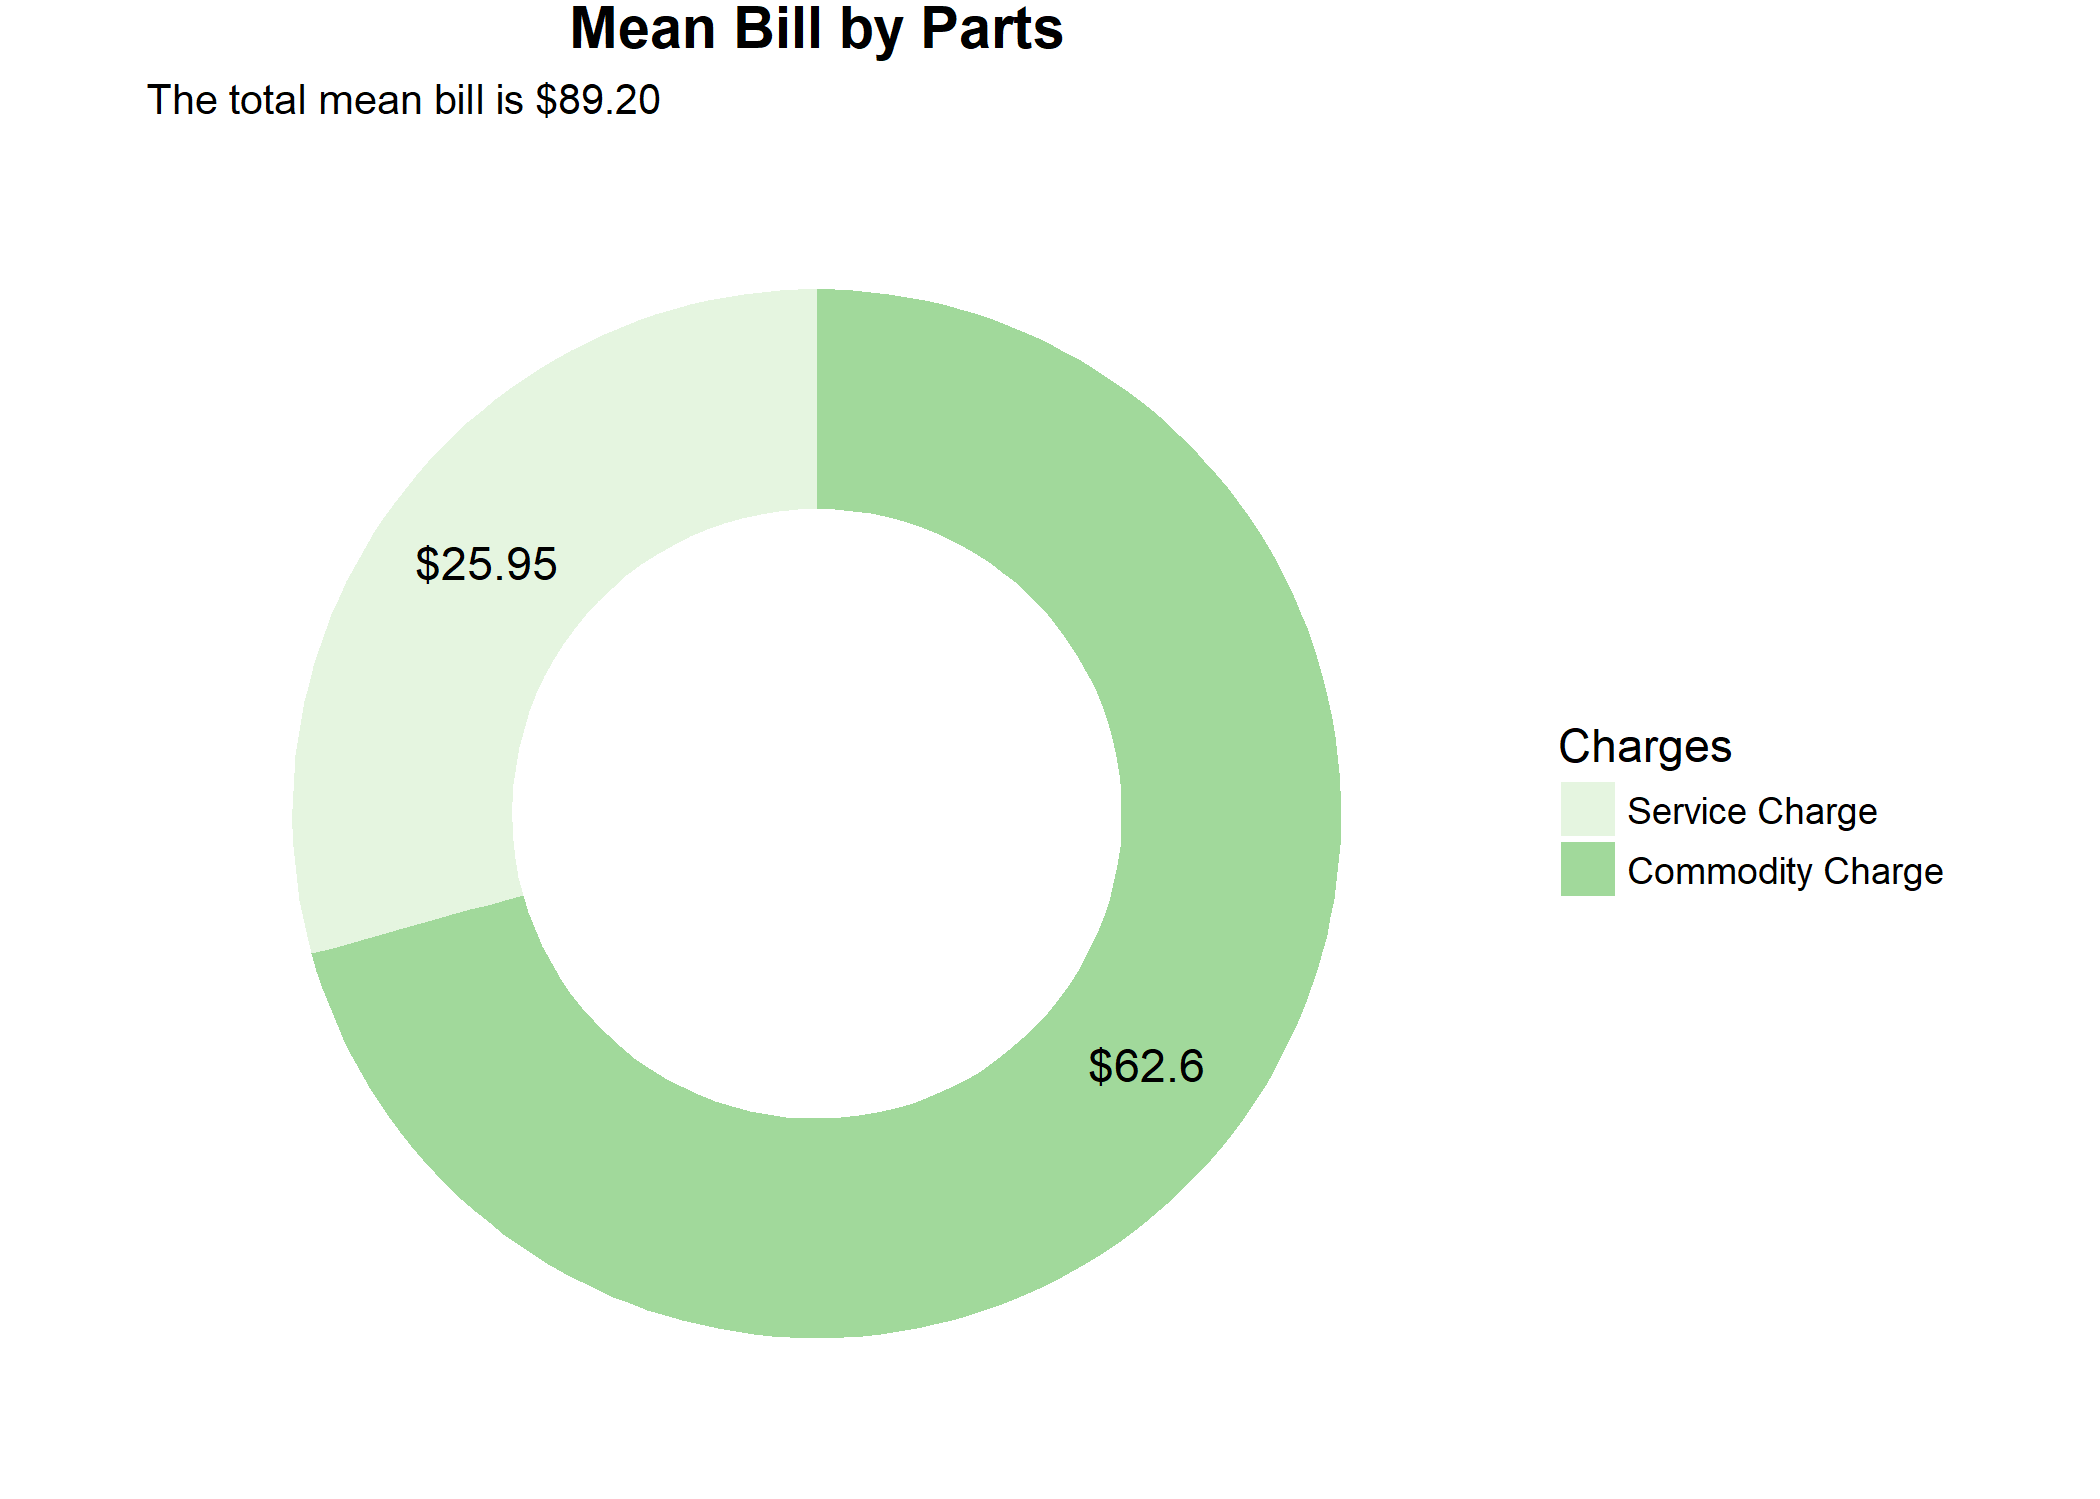 Mean Bill by Parts
The total mean bill is $89.20
$25.95
$62.6
Charges
Service Charge
Commodity Charge